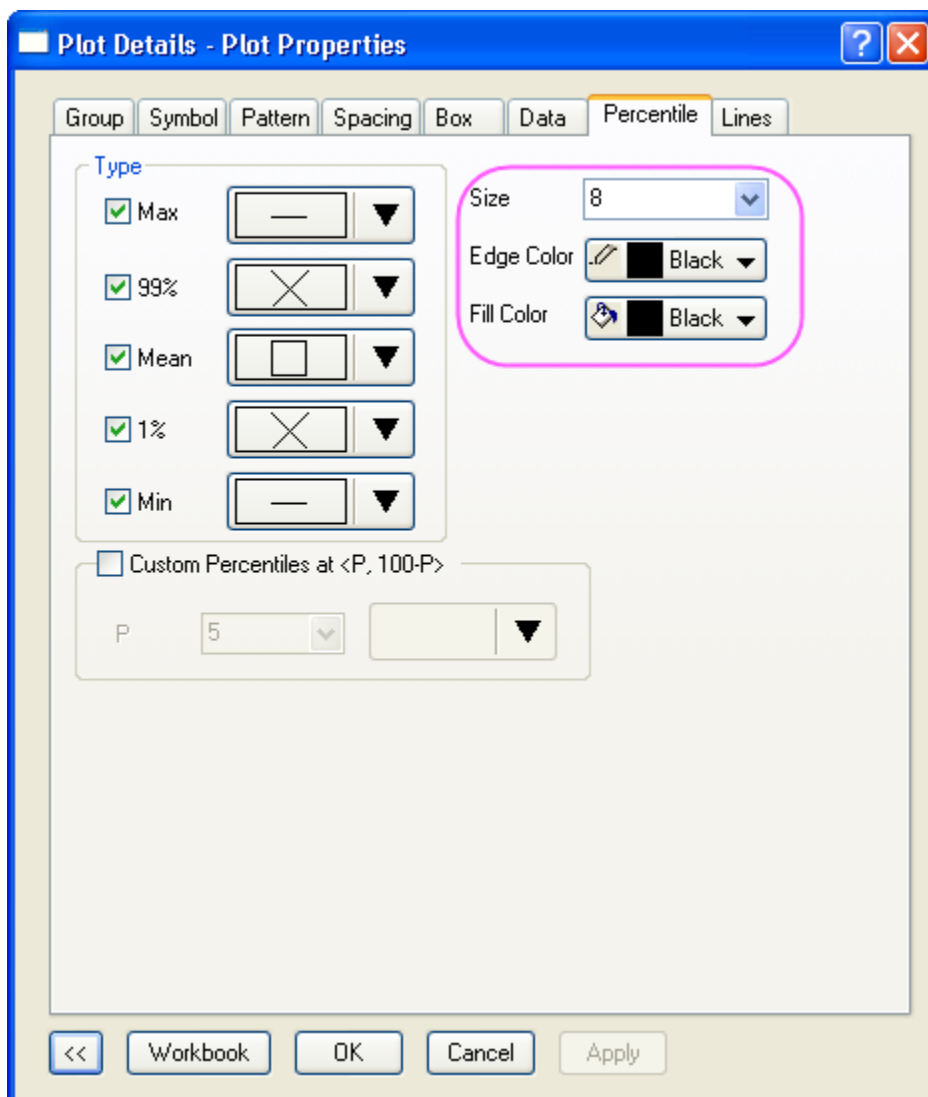 Plot Details - Plot Properties
Group Symbol Pattern Spacing Box Data Percentile Lines
Type
Max
99%
Mean
1%
Min
Size 8
Edge Color Black
Fill Color Black
Custom Percentiles at <P, 100-P>
P 5
<< Workbook OK Cancel Apply